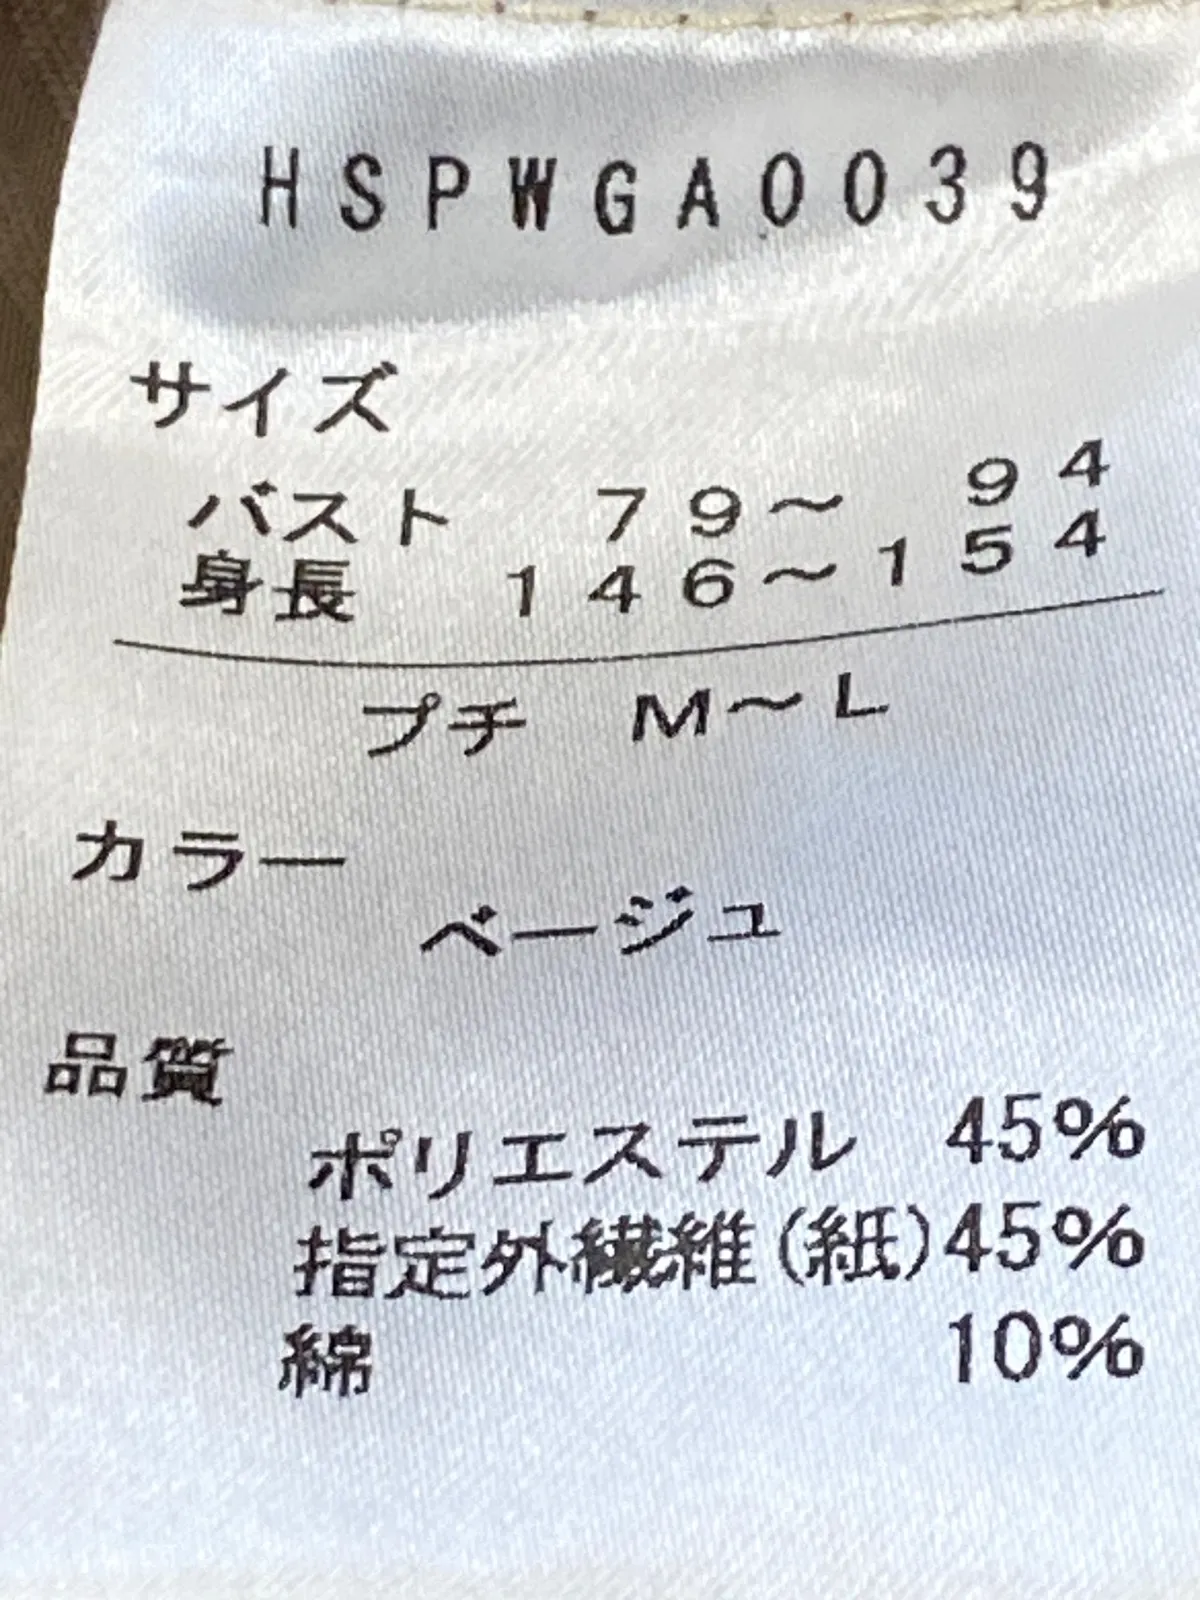 HSPWGA0039
サイズ
バスト 79～ 94
身長 146～154
プチ M～L
カラー
ベージュ
品質
ポリエステル 45%
指定外繊維(紙)45%
綿 10%